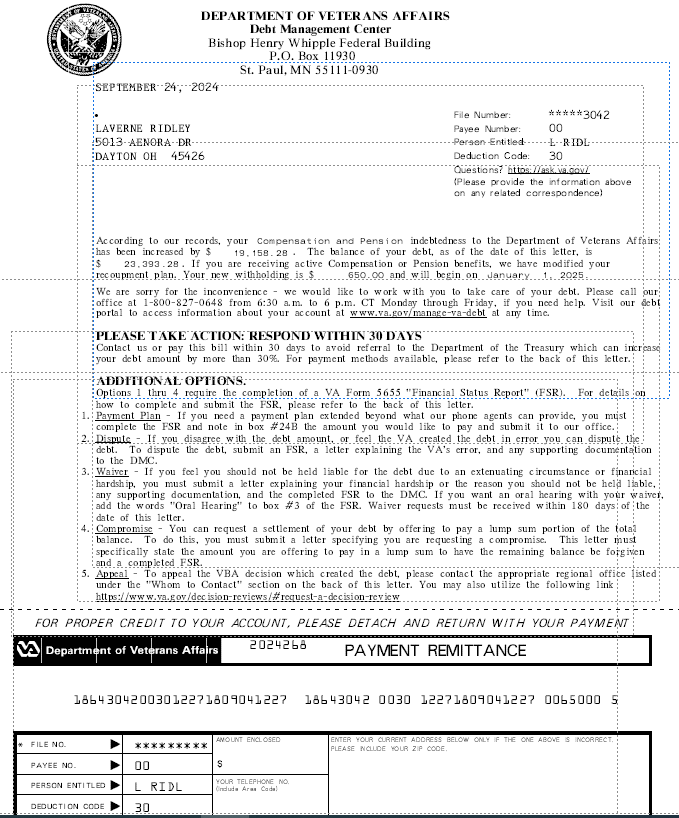 DEPARTMENT OF VETERANS AFFAIRS
Debt Management Center
Bishop Henry Whipple Federal Building
P.O. Box 11930
St. Paul, MN 55111-0930
SEPTEMBER 24, 2024
LAVERNE RIDLEY
5013 AENORA DR
DAYTON OH 45426
File Number: *****3042
Payee Number: 00
Person Entitled: L RIDL
Deduction Code: 30
Questions? https://ask.va.gov/
(Please provide the information above
on any related correspondence)
According to our records, your Compensation and Pension indebtedness to the Department of Veterans Affairs
has been increased by $ 19,158.28. The balance of your debt, as of the date of this letter, is
$ 23,393.28. If you are receiving active Compensation or Pension benefits, we have modified your
recoupment plan. Your new withholding is $ 650.00 and will begin on January 1, 2025.
We are sorry for the inconvenience - we would like to work with you to take care of your debt. Please call our
office at 1-800-827-0648 from 6:30 a.m. to 6 p.m. CT Monday through Friday, if you need help. Visit our debt
portal to access information about your account at www.va.gov/manage-va-debt at any time.
PLEASE TAKE ACTION: RESPOND WITHIN 30 DAYS
Contact us or pay this bill within 30 days to avoid referral to the Department of the Treasury which can increase
your debt amount by more than 30%. For payment methods available, please refer to the back of this letter.
ADDITIONAL OPTIONS.
Options 1 thru 4 require the completion of a VA Form 5655 "Financial Status Report" (FSR). For details on
how to complete and submit the FSR, please refer to the back of this letter.
1. Payment Plan - If you need a payment plan extended beyond what our phone agents can provide, you must
complete the FSR and note in box #24B the amount you would like to pay and submit it to our office.
2. Dispute - If you disagree with the debt amount, or feel the VA created the debt in error you can dispute the
debt. To dispute the debt, submit an FSR, a letter explaining the VA's error, and any supporting documentation
to the DMC.
3. Waiver - If you feel you should not be held liable for the debt due to an extenuating circumstance or financial
hardship, you must submit a letter explaining your financial hardship or the reason you should not be held liable,
any supporting documentation, and the completed FSR to the DMC. If you want an oral hearing with your waiver,
add the words "Oral Hearing" to box #3 of the FSR. Waiver requests must be received within 180 days of the
date of this letter.
4. Compromise - You can request a settlement of your debt by offering to pay a lump sum portion of the total
balance. To do this, you must submit a letter specifying you are requesting a compromise. This letter must
specifically state the amount you are offering to pay in a lump sum to have the remaining balance be forgiven
and a completed FSR.
5. Appeal - To appeal the VBA decision which created the debt, please contact the appropriate regional office listed
under the "Whom to Contact" section on the back of this letter. You may also utilize the following link
https://www.va.gov/decision-reviews/#request-a-decision-review
FOR PROPER CREDIT TO YOUR ACCOUNT, PLEASE DETACH AND RETURN WITH YOUR PAYMENT
VA Department of Veterans Affairs 2024268 PAYMENT REMITTANCE
18643042003012271809041227 18643042 0030 12271809041227 0065000 5
* FILE NO. *********
PAYEE NO. 00
PERSON ENTITLED L RIDL
DEDUCTION CODE 30
AMOUNT ENCLOSED
$
YOUR TELEPHONE NO.
(Include Area Code)
ENTER YOUR CURRENT ADDRESS BELOW ONLY IF THE ONE ABOVE IS INCORRECT.
PLEASE INCLUDE YOUR ZIP CODE.